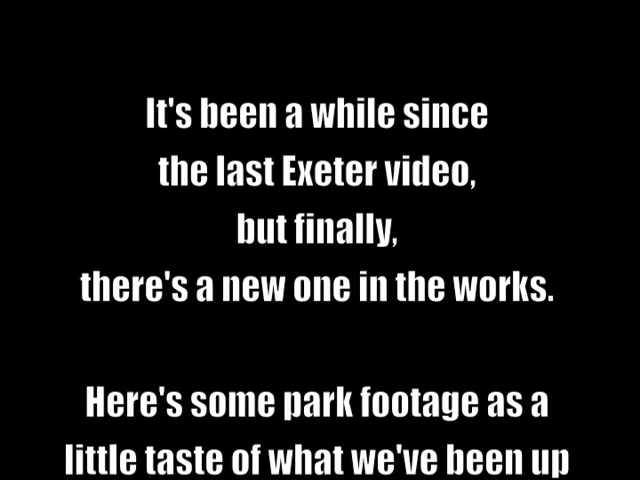 It's been a while since
the last Exeter video,
but finally,
there's a new one in the works.
Here's some park footage as a
little taste of what we've been up